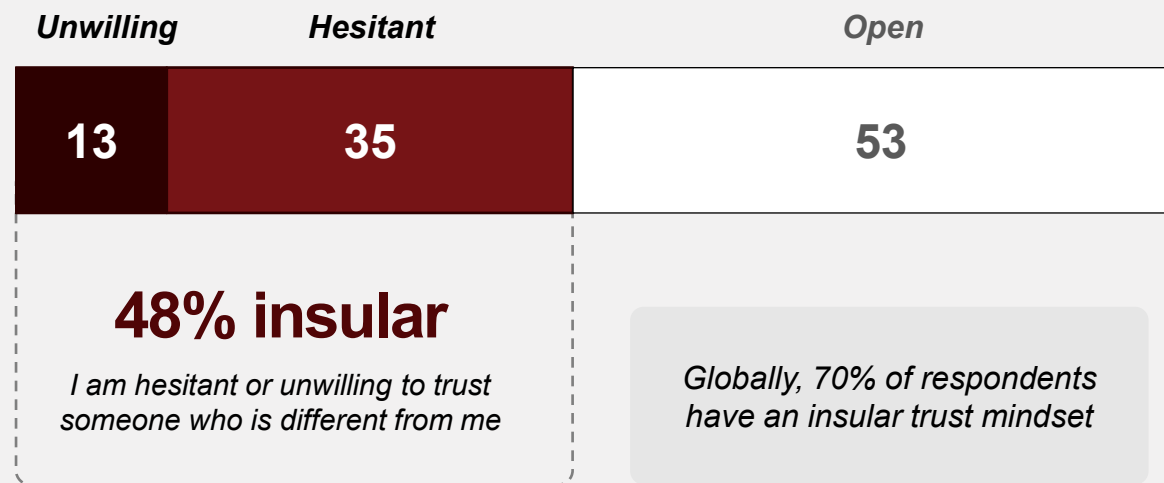 Unwilling Hesitant Open
13 35 53
48% insular
I am hesitant or unwilling to trust
someone who is different from me
Globally, 70% of respondents
have an insular trust mindset